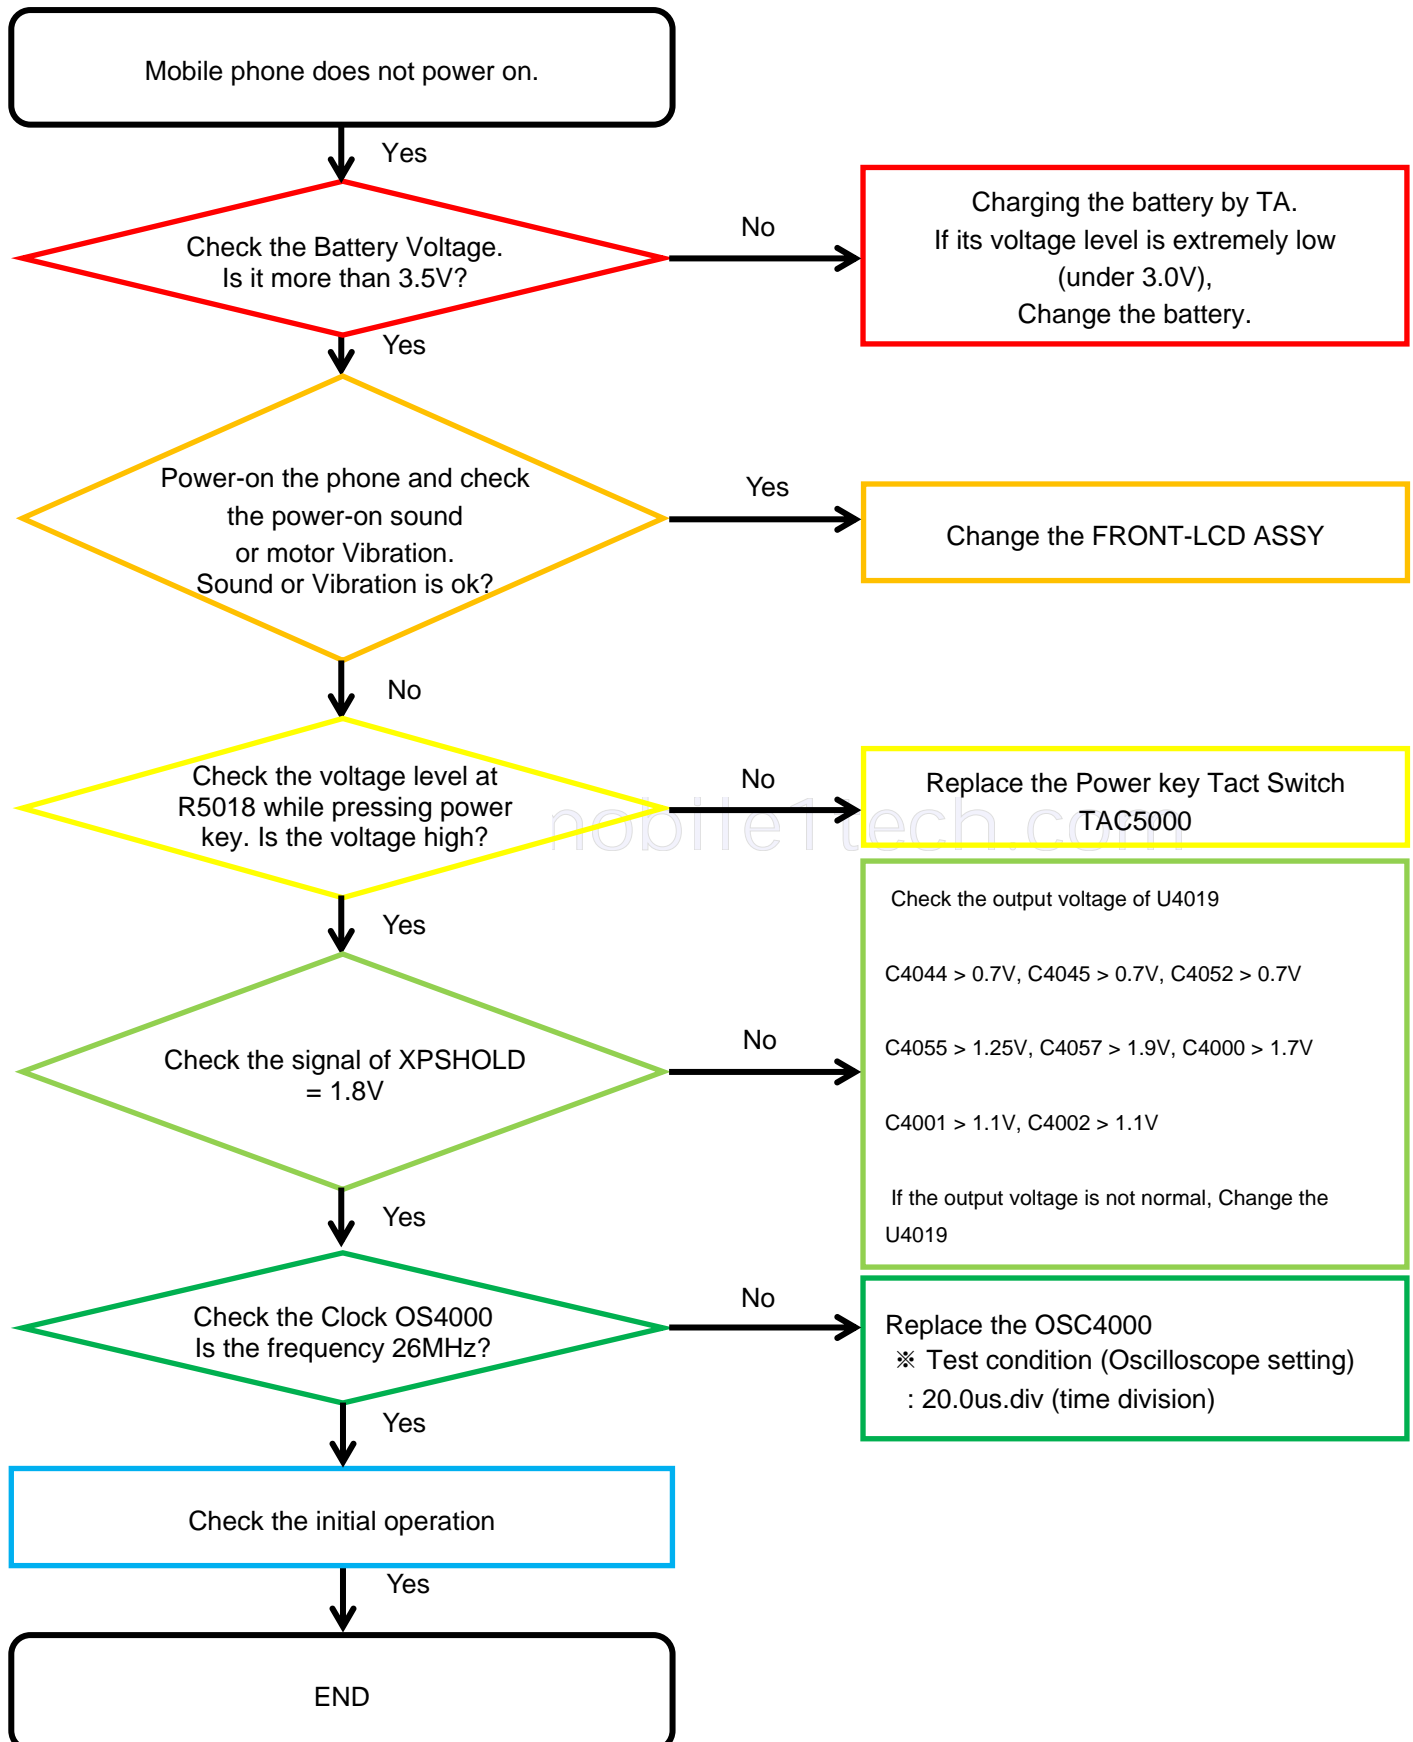 Mobile phone does not power on.
Yes
Check the Battery Voltage.
Is it more than 3.5V?
No
Charging the battery by TA.
If its voltage level is extremely low
(under 3.0V),
Change the battery.
Yes
Power-on the phone and check
the power-on sound
or motor Vibration.
Sound or Vibration is ok?
Yes
Change the FRONT-LCD ASSY
No
Check the voltage level at
R5018 while pressing power
key. Is the voltage high?
No
Replace the Power key Tact Switch
TAC5000
Yes
Check the signal of XPSHOLD
= 1.8V
No
Check the output voltage of U4019
C4044 > 0.7V, C4045 > 0.7V, C4052 > 0.7V
C4055 > 1.25V, C4057 > 1.9V, C4000 > 1.7V
C4001 > 1.1V, C4002 > 1.1V
If the output voltage is not normal, Change the
U4019
Yes
Check the Clock OS4000
Is the frequency 26MHz?
No
Replace the OSC4000
※ Test condition (Oscilloscope setting)
: 20.0us.div (time division)
Yes
Check the initial operation
Yes
END